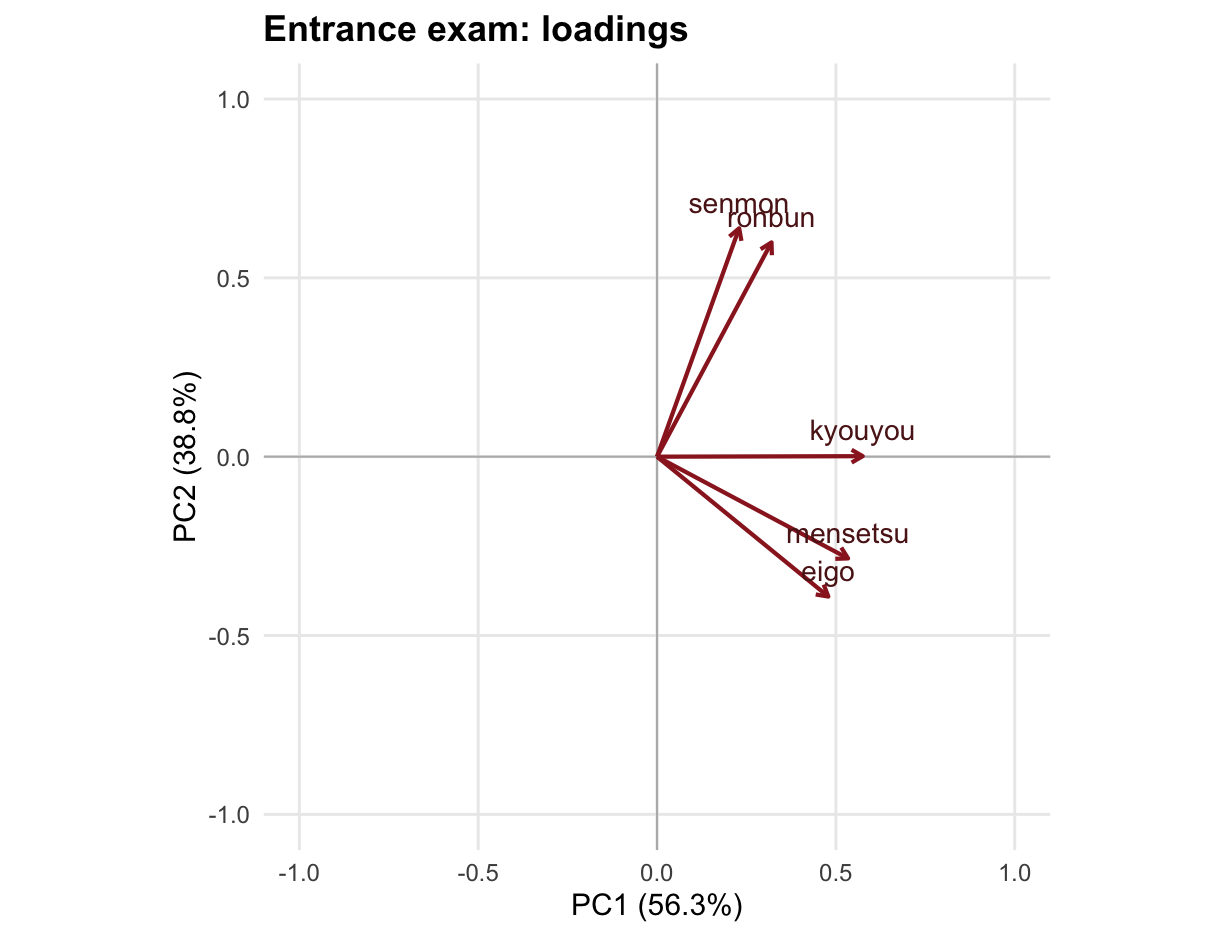 Entrance exam: loadings
1.0
senmon
ronbun
0.5
kyouyou
0.0
mensetsu
eigo
-0.5
-1.0
-1.0 -0.5 0.0 0.5 1.0
PC1 (56.3%)
PC2 (38.8%)